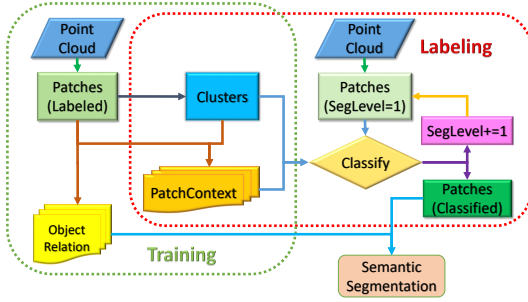 Point
Cloud
Patches
(Labeled)
Clusters
PatchContext
Object
Relation
Training
Point
Cloud
Labeling
Patches
(SegLevel=1)
SegLevel+=1
Classify
Patches
(Classified)
Semantic
Segmentation